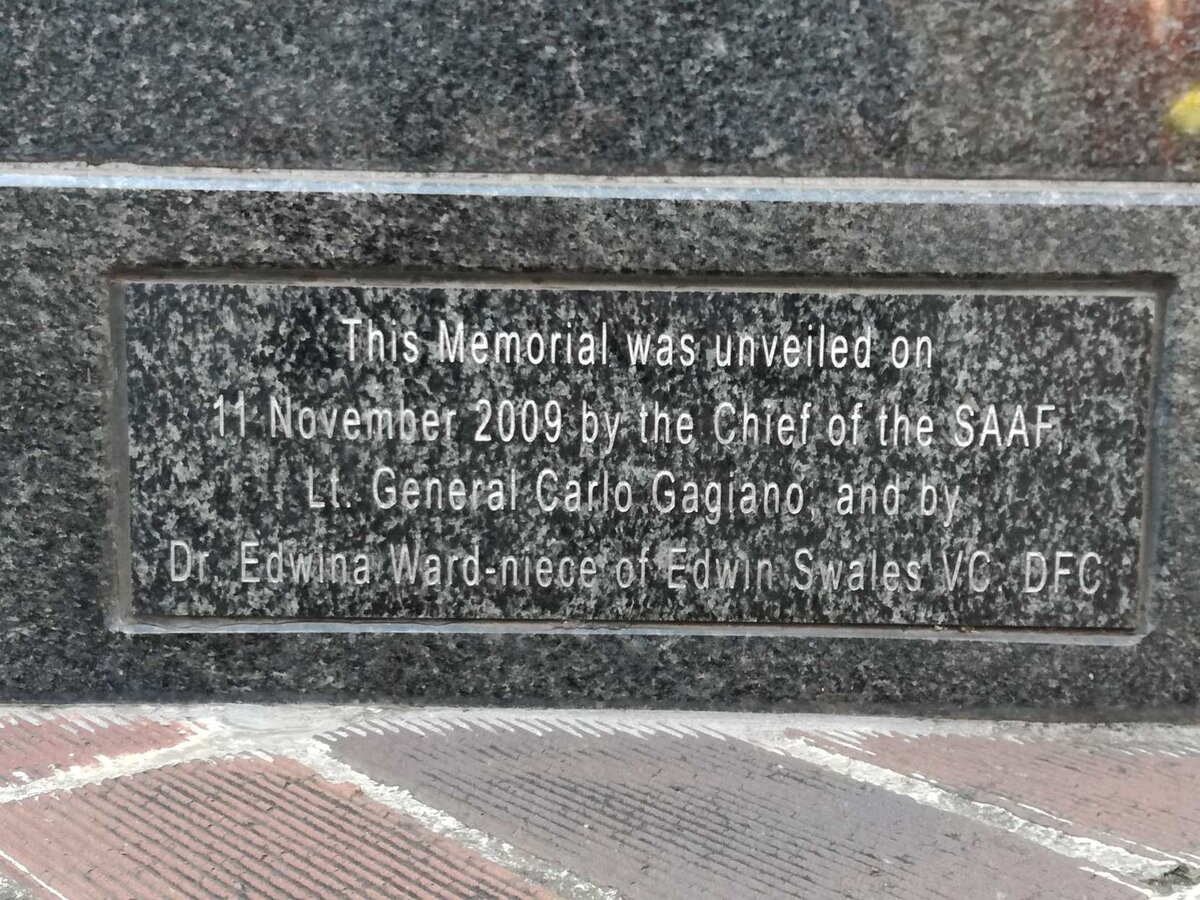 This Memorial was unveiled on
11 November 2009 by the Chief of the SAAF,
Lt. General Carlo Gagiano, and by
Dr. Edwina Ward-niece of Edwin Swales VC, DFC